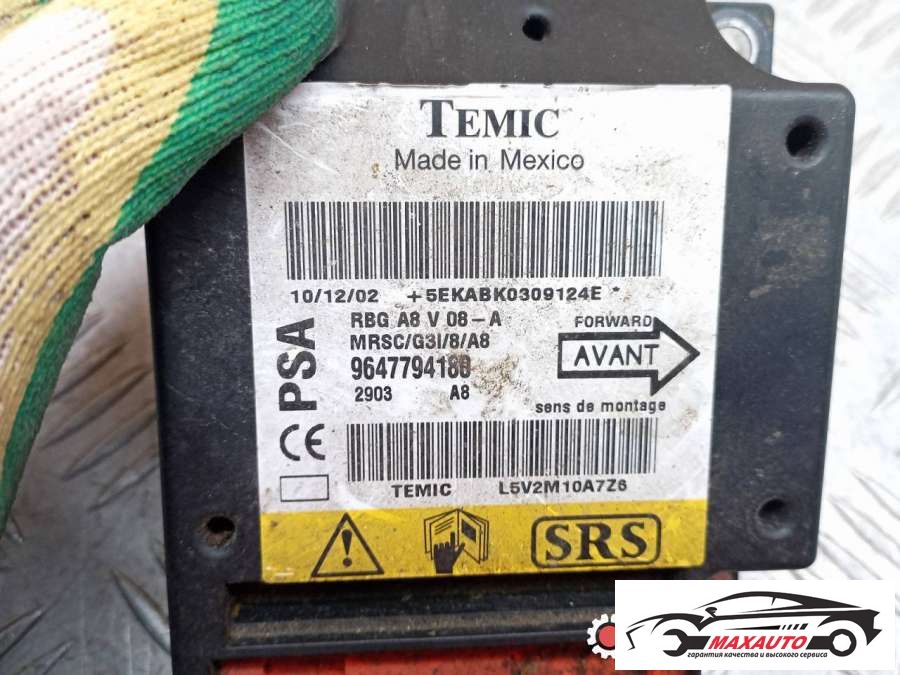 TEMIC
Made in Mexico
10/12/02 +5EKABK0309124E *
RBG A8 V 08-A
MRSC/G3I/8/A8
9647794180
2903 A8
PSA
FORWARD
AVANT
sens de montage
CE
TEMIC L5V2M10A7Z6
SRS
MAXAUTO
гарантия качества и высокого сервиса